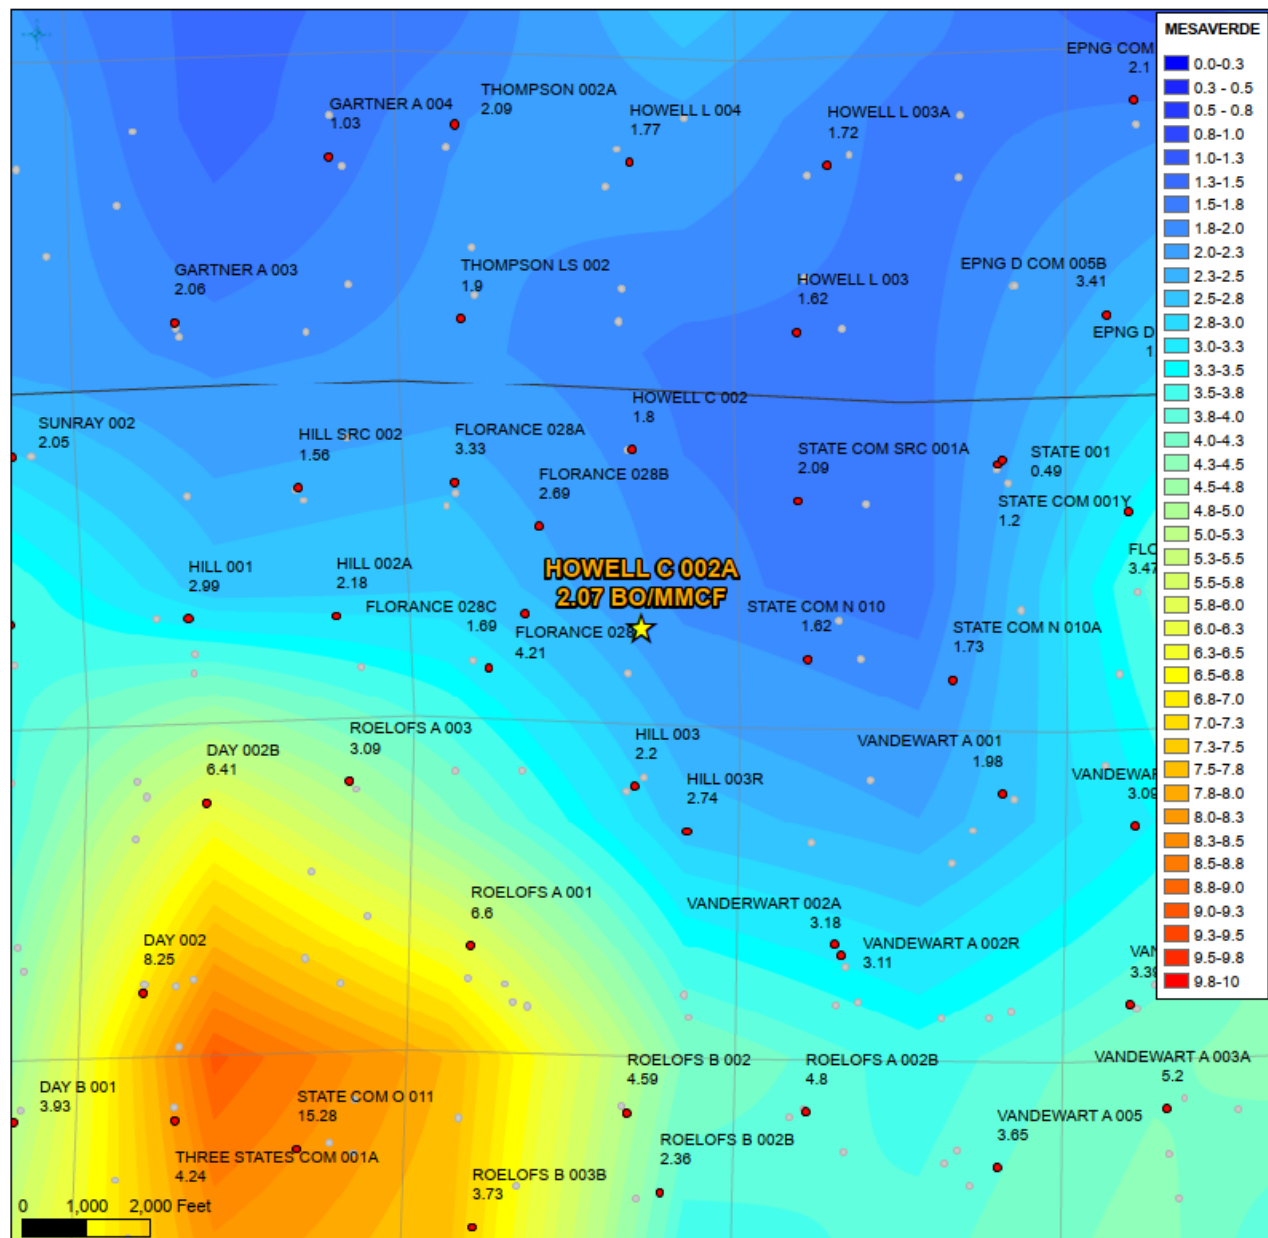 MESAVERDE
0.0-0.3
0.3 - 0.5
0.5 - 0.8
0.8-1.0
1.0-1.3
1.3-1.5
1.5-1.8
1.8-2.0
2.0-2.3
2.3-2.5
2.5-2.8
2.8-3.0
3.0-3.3
3.3-3.5
3.5-3.8
3.8-4.0
4.0-4.3
4.3-4.5
4.5-4.8
4.8-5.0
5.0-5.3
5.3-5.5
5.5-5.8
5.8-6.0
6.0-6.3
6.3-6.5
6.5-6.8
6.8-7.0
7.0-7.3
7.3-7.5
7.5-7.8
7.8-8.0
8.0-8.3
8.3-8.5
8.5-8.8
8.8-9.0
9.0-9.3
9.3-9.5
9.5-9.8
9.8-10
EPNG COM
2.1
THOMPSON 002A
2.09
GARTNER A 004
1.03
HOWELL L 004
1.77
HOWELL L 003A
1.72
GARTNER A 003
2.06
THOMPSON LS 002
1.9
HOWELL L 003
1.62
EPNG D COM 005B
3.41
EPNG D
1
SUNRAY 002
2.05
HILL SRC 002
1.56
FLORANCE 028A
3.33
HOWELL C 002
1.8
FLORANCE 028B
2.69
STATE COM SRC 001A
2.09
STATE 001
0.49
STATE COM 001Y
1.2
FLO
3.47
HILL 001
2.99
HILL 002A
2.18
HOWELL C 002A
2.07 BO/MMCF
FLORANCE 028C
1.69
FLORANCE 028
4.21
STATE COM N 010
1.62
STATE COM N 010A
1.73
DAY 002B
6.41
ROELOFS A 003
3.09
HILL 003
2.2
HILL 003R
2.74
VANDEWART A 001
1.98
VANDEWAR
3.09
ROELOFS A 001
6.6
VANDERWART 002A
3.18
VANDEWART A 002R
3.11
DAY 002
8.25
VAN
3.39
DAY B 001
3.93
STATE COM O 011
15.28
THREE STATES COM 001A
4.24
ROELOFS B 002
4.59
ROELOFS A 002B
4.8
VANDEWART A 003A
5.2
VANDEWART A 005
3.65
ROELOFS B 002B
2.36
ROELOFS B 003B
3.73
0 1,000 2,000 Feet